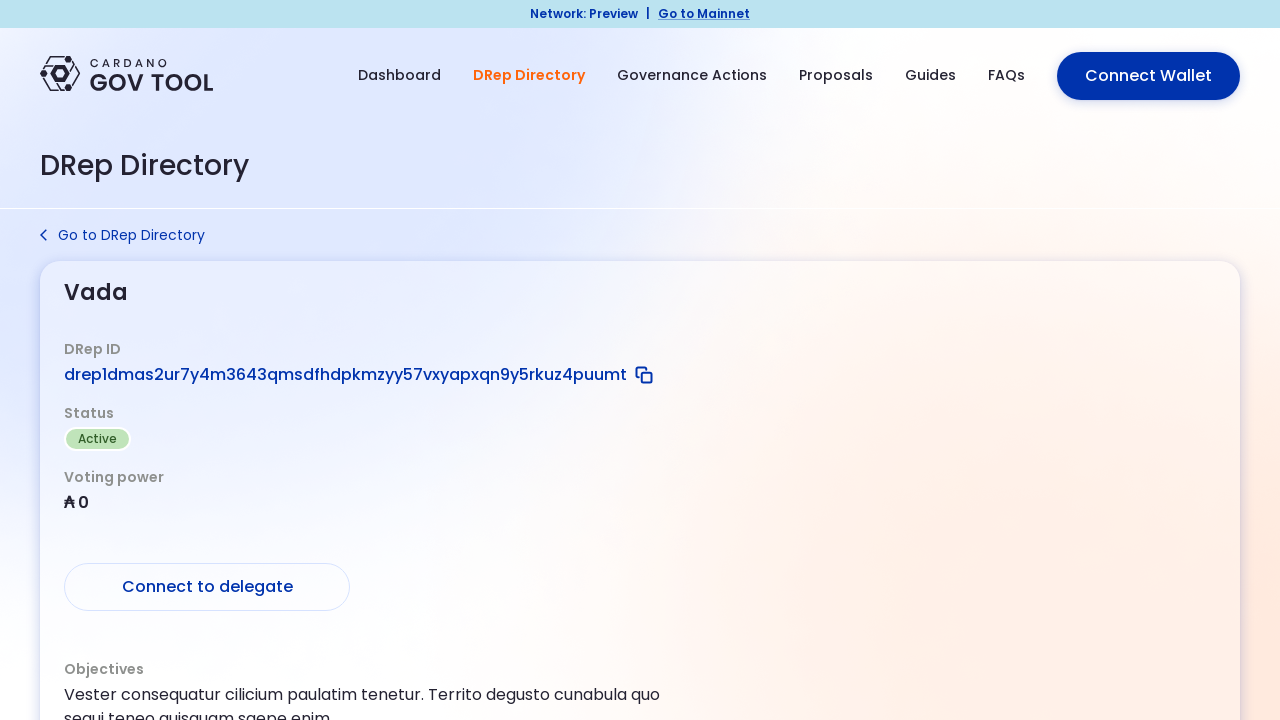 Network: Preview | Go to Mainnet
CARDANO
GOV TOOL
Dashboard DRep Directory Governance Actions Proposals Guides FAQs Connect Wallet
DRep Directory
Go to DRep Directory
Vada
DRep ID
drep1dmas2ur7y4m3643qmsdfhdpkmzyy57vxyapxqn9y5rkuz4puumt
Status
Active
Voting power
₳ 0
Connect to delegate
Objectives
Vester consequatur cilicium paulatim tenetur. Territo degusto cunabula quo
sequi teneo quisquam saepe enim.